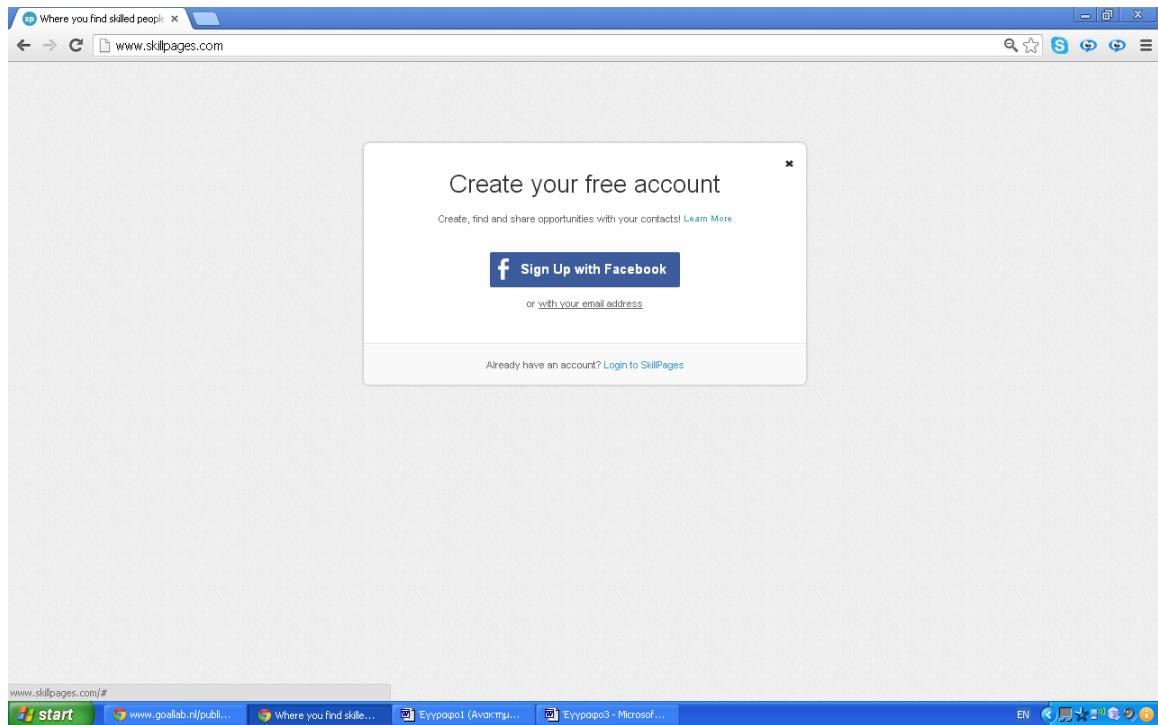 sp Where you find skilled people
www.skillpages.com
Create your free account
Create, find and share opportunities with your contacts! Learn More
f Sign Up with Facebook
or with your email address
Already have an account? Login to SkillPages
www.skillpages.com/#
start
www.goallab.nl/publi...
Where you find skille...
Έγγραφο1 (Ανακτημ...
Έγγραφο3 - Microsof...
EN